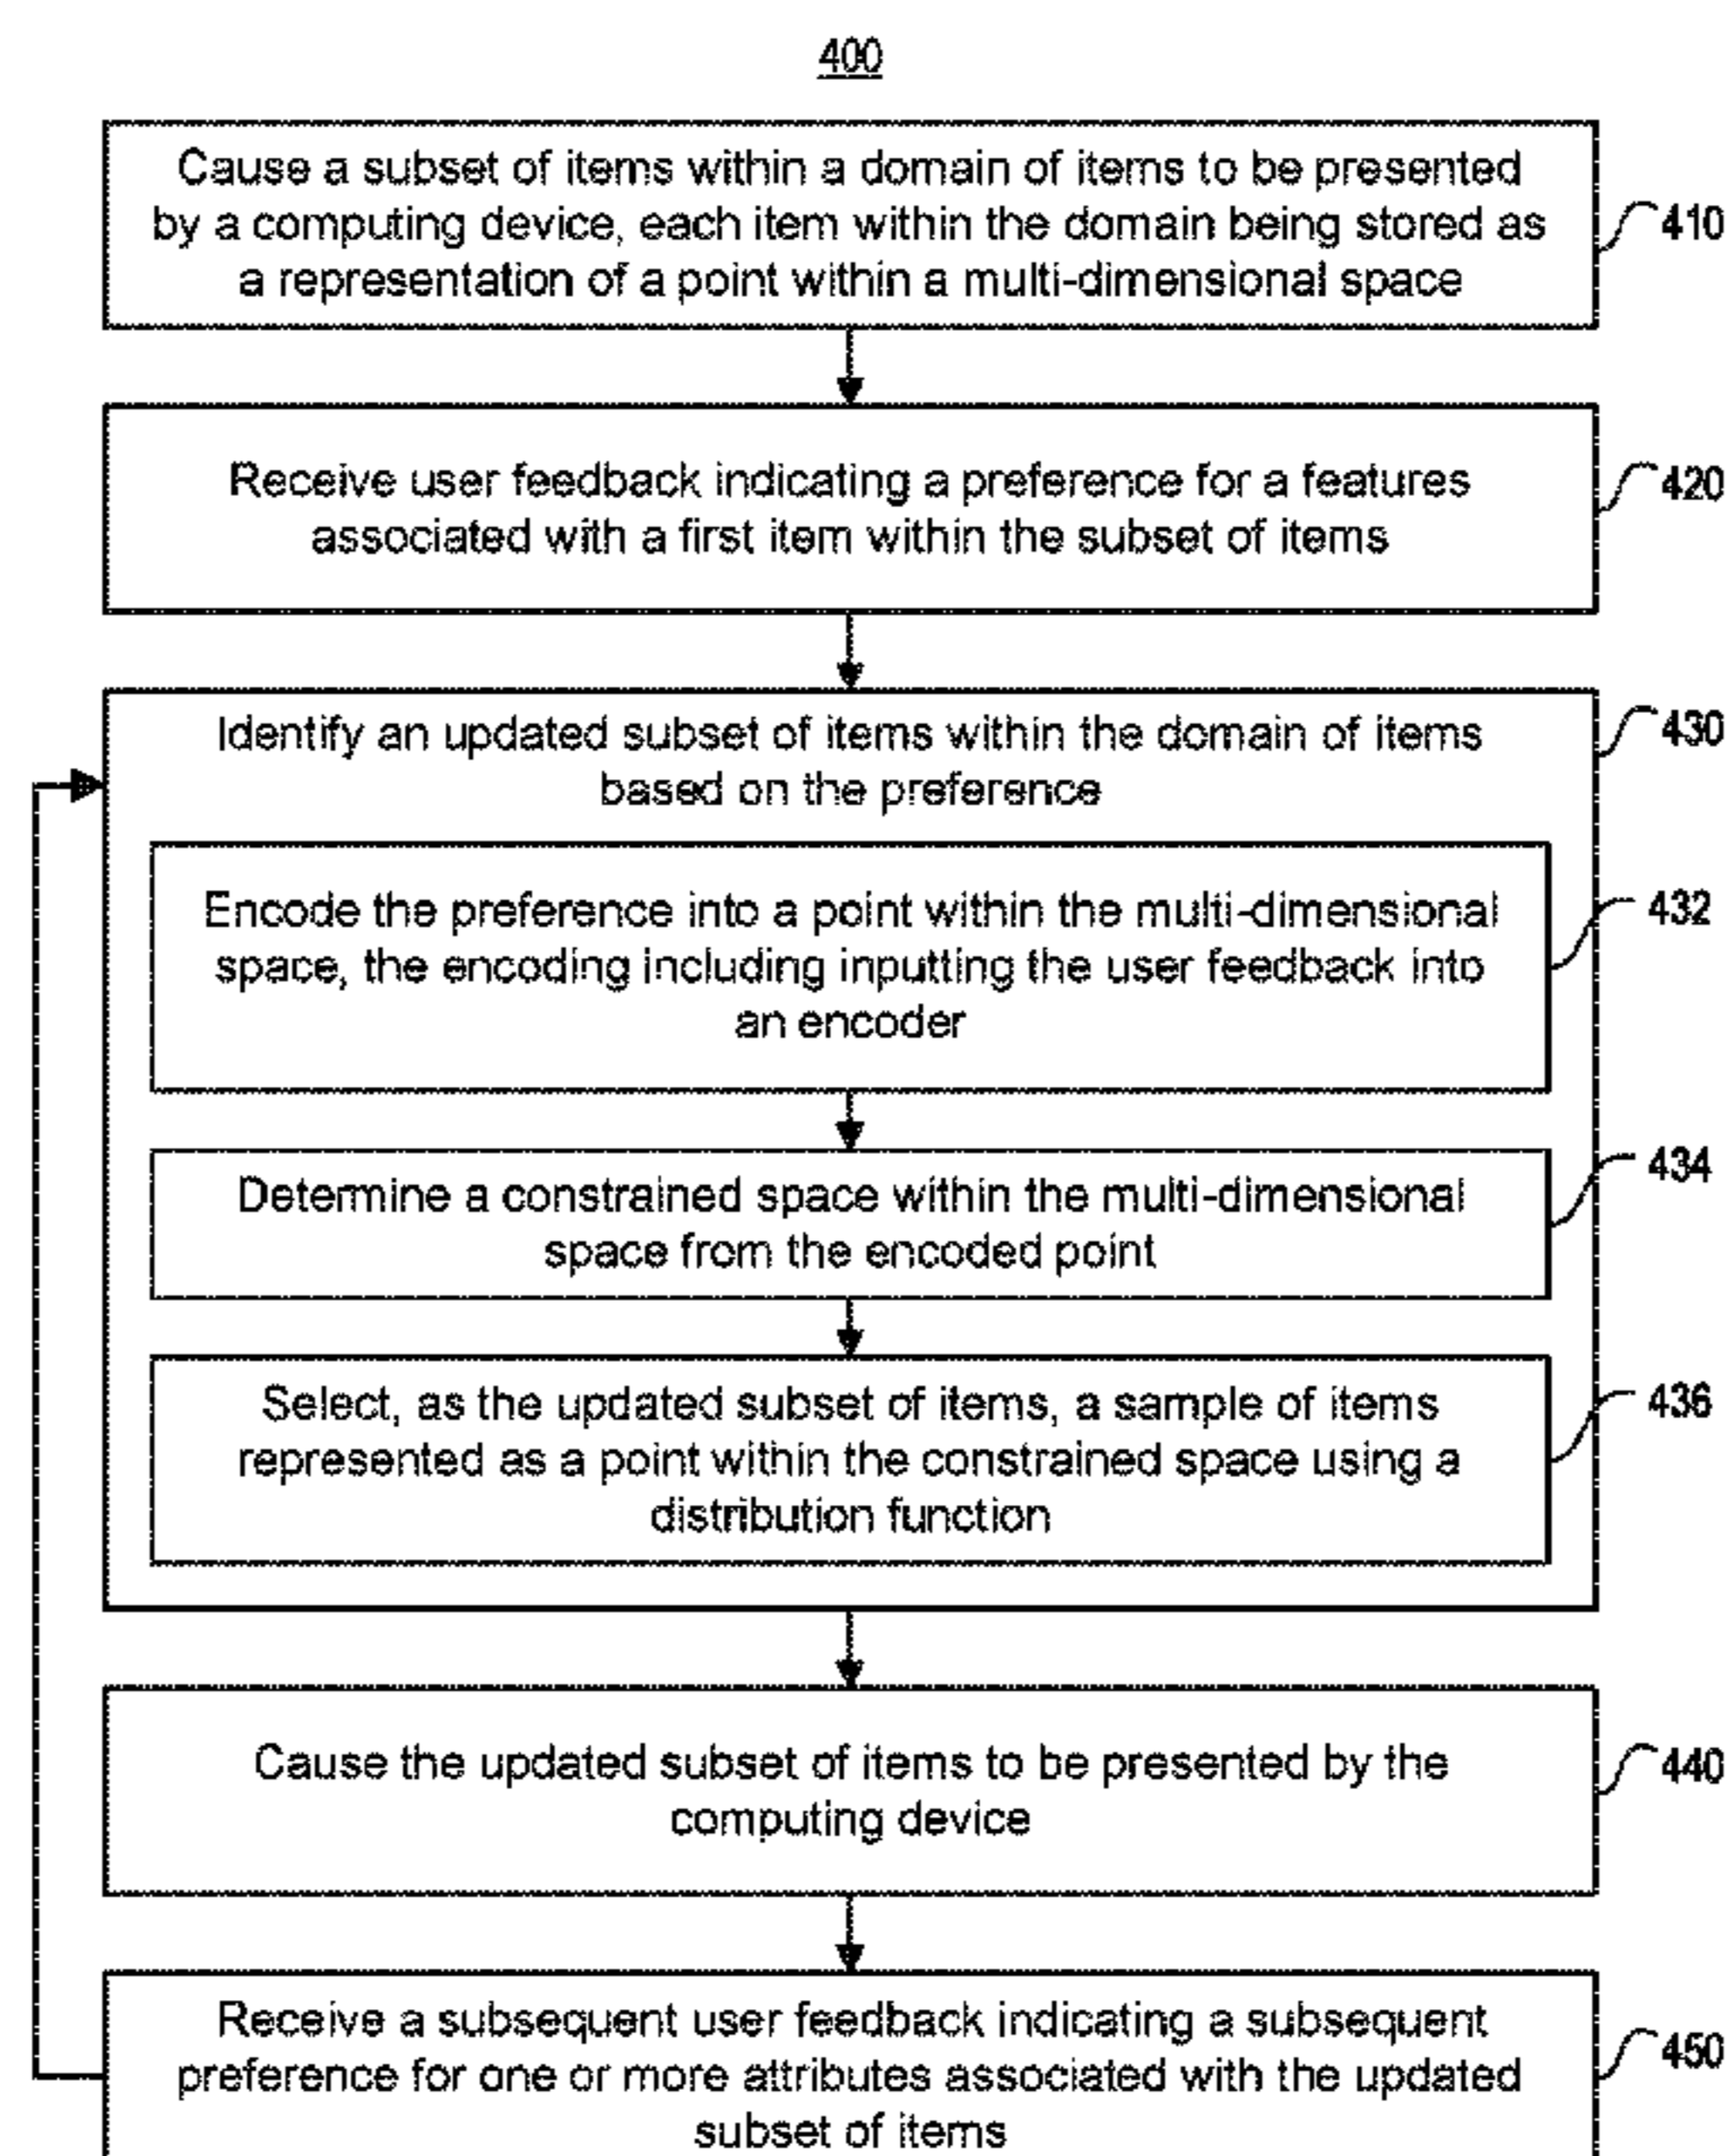 400
Cause a subset of items within a domain of items to be presented
by a computing device, each item within the domain being stored as
a representation of a point within a multi-dimensional space
410
Receive user feedback indicating a preference for a features
associated with a first item within the subset of items
420
Identify an updated subset of items within the domain of items
based on the preference
430
Encode the preference into a point within the multi-dimensional
space, the encoding including inputting the user feedback into
an encoder
432
Determine a constrained space within the multi-dimensional
space from the encoded point
434
Select, as the updated subset of items, a sample of items
represented as a point within the constrained space using a
distribution function
436
Cause the updated subset of items to be presented by the
computing device
440
Receive a subsequent user feedback indicating a subsequent
preference for one or more attributes associated with the updated
subset of items
450